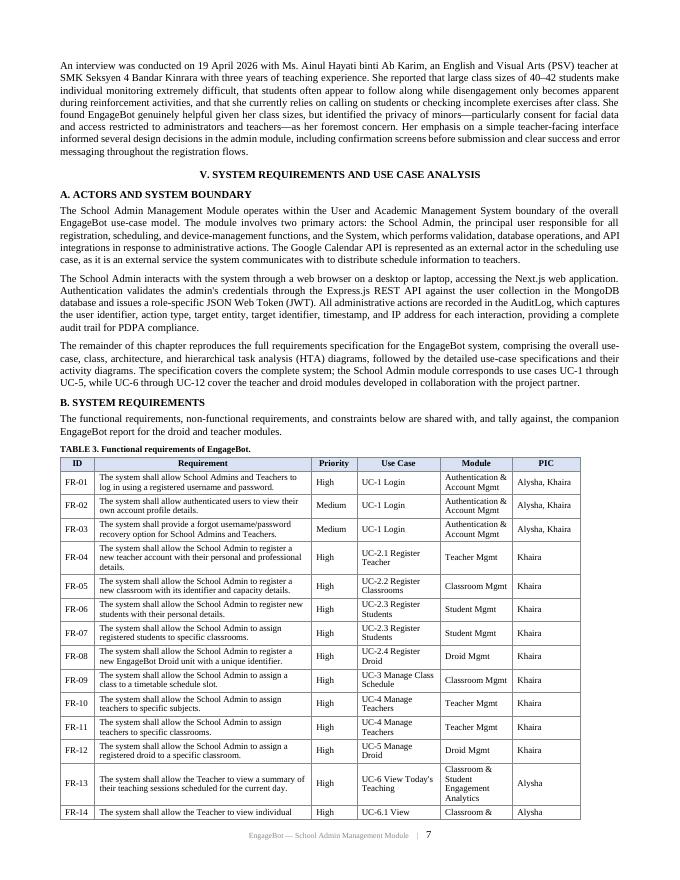 An interview was conducted on 19 April 2026 with Ms. Ainul Hayati binti Ab Karim, an English and Visual Arts (PSV) teacher at
SMK Seksyen 4 Bandar Kinrara with three years of teaching experience. She reported that large class sizes of 40–42 students make
individual monitoring extremely difficult, that students often appear to follow along while disengagement only becomes apparent
during reinforcement activities, and that she currently relies on calling on students or checking incomplete exercises after class. She
found EngageBot genuinely helpful given her class sizes, but identified the privacy of minors—particularly consent for facial data
and access restricted to administrators and teachers—as her foremost concern. Her emphasis on a simple teacher-facing interface
informed several design decisions in the admin module, including confirmation screens before submission and clear success and error
messaging throughout the registration flows.
V. SYSTEM REQUIREMENTS AND USE CASE ANALYSIS
A. ACTORS AND SYSTEM BOUNDARY
The School Admin Management Module operates within the User and Academic Management System boundary of the overall
EngageBot use-case model. The module involves two primary actors: the School Admin, the principal user responsible for all
registration, scheduling, and device-management functions, and the System, which performs validation, database operations, and API
integrations in response to administrative actions. The Google Calendar API is represented as an external actor in the scheduling use
case, as it is an external service the system communicates with to distribute schedule information to teachers.
The School Admin interacts with the system through a web browser on a desktop or laptop, accessing the Next.js web application.
Authentication validates the admin's credentials through the Express.js REST API against the user collection in the MongoDB
database and issues a role-specific JSON Web Token (JWT). All administrative actions are recorded in the AuditLog, which captures
the user identifier, action type, target entity, target identifier, timestamp, and IP address for each interaction, providing a complete
audit trail for PDPA compliance.
The remainder of this chapter reproduces the full requirements specification for the EngageBot system, comprising the overall use-
case, class, architecture, and hierarchical task analysis (HTA) diagrams, followed by the detailed use-case specifications and their
activity diagrams. The specification covers the complete system; the School Admin module corresponds to use cases UC-1 through
UC-5, while UC-6 through UC-12 cover the teacher and droid modules developed in collaboration with the project partner.
B. SYSTEM REQUIREMENTS
The functional requirements, non-functional requirements, and constraints below are shared with, and tally against, the companion
EngageBot report for the droid and teacher modules.
TABLE 3. Functional requirements of EngageBot.
ID Requirement Priority Use Case Module PIC
FR-01 The system shall allow School Admins and Teachers to log in using a registered username and password. High UC-1 Login Authentication & Account Mgmt Alysha, Khaira
FR-02 The system shall allow authenticated users to view their own account profile details. Medium UC-1 Login Authentication & Account Mgmt Alysha, Khaira
FR-03 The system shall provide a forgot username/password recovery option for School Admins and Teachers. Medium UC-1 Login Authentication & Account Mgmt Alysha, Khaira
FR-04 The system shall allow the School Admin to register a new teacher account with their personal and professional details. High UC-2.1 Register Teacher Teacher Mgmt Khaira
FR-05 The system shall allow the School Admin to register a new classroom with its identifier and capacity details. High UC-2.2 Register Classrooms Classroom Mgmt Khaira
FR-06 The system shall allow the School Admin to register new students with their personal details. High UC-2.3 Register Students Student Mgmt Khaira
FR-07 The system shall allow the School Admin to assign registered students to specific classrooms. High UC-2.3 Register Students Student Mgmt Khaira
FR-08 The system shall allow the School Admin to register a new EngageBot Droid unit with a unique identifier. High UC-2.4 Register Droid Droid Mgmt Khaira
FR-09 The system shall allow the School Admin to assign a class to a timetable schedule slot. High UC-3 Manage Class Schedule Classroom Mgmt Khaira
FR-10 The system shall allow the School Admin to assign teachers to specific subjects. High UC-4 Manage Teachers Teacher Mgmt Khaira
FR-11 The system shall allow the School Admin to assign teachers to specific classrooms. High UC-4 Manage Teachers Teacher Mgmt Khaira
FR-12 The system shall allow the School Admin to assign a registered droid to a specific classroom. High UC-5 Manage Droid Droid Mgmt Khaira
FR-13 The system shall allow the Teacher to view a summary of their teaching sessions scheduled for the current day. High UC-6 View Today's Teaching Classroom & Student Engagement Analytics Alysha
FR-14 The system shall allow the Teacher to view individual High UC-6.1 View Classroom & Alysha
EngageBot — School Admin Management Module | 7